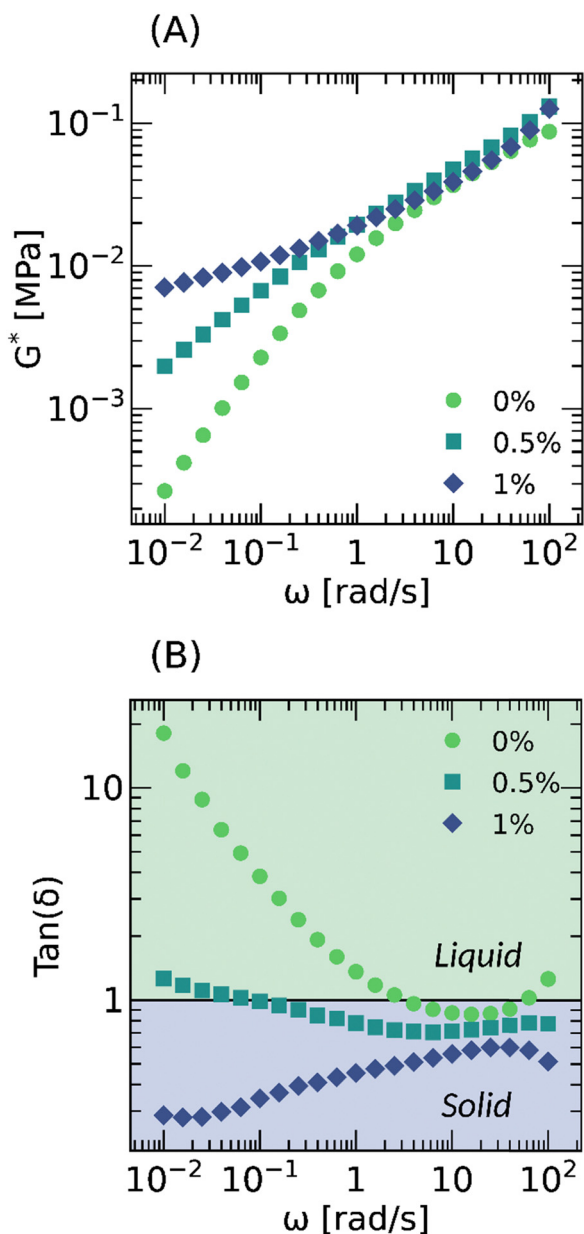 (A)
10⁻¹
10⁻²
10⁻³
G* [MPa]
0%
0.5%
1%
10⁻² 10⁻¹ 1 10 10²
ω [rad/s]
(B)
10
1
Tan(δ)
0%
0.5%
1%
Liquid
Solid
10⁻² 10⁻¹ 1 10 10²
ω [rad/s]